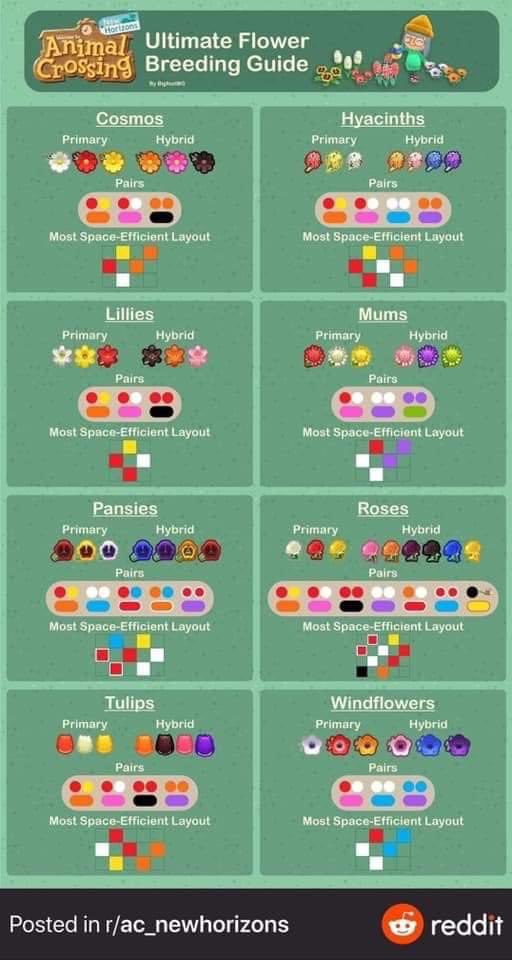 Welcome to
New
Horizons
Animal
Crossing
Ultimate Flower
Breeding Guide
Cosmos
Primary Hybrid
Pairs
Most Space-Efficient Layout
Hyacinths
Primary Hybrid
Pairs
Most Space-Efficient Layout
Lillies
Primary Hybrid
Pairs
Most Space-Efficient Layout
Mums
Primary Hybrid
Pairs
Most Space-Efficient Layout
Pansies
Primary Hybrid
Pairs
Most Space-Efficient Layout
Roses
Primary Hybrid
Pairs
Most Space-Efficient Layout
Tulips
Primary Hybrid
Pairs
Most Space-Efficient Layout
Windflowers
Primary Hybrid
Pairs
Most Space-Efficient Layout
Posted in r/ac_newhorizons
reddit